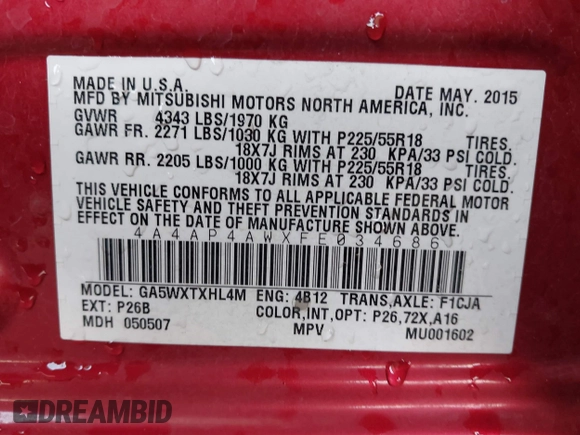 MADE IN U.S.A. DATE MAY. 2015
MFD BY MITSUBISHI MOTORS NORTH AMERICA, INC.
GVWR 4343 LBS/1970 KG
GAWR FR. 2271 LBS/1030 KG WITH P225/55R18 TIRES.
18X7J RIMS AT 230 KPA/33 PSI COLD.
GAWR RR. 2205 LBS/1000 KG WITH P225/55R18 TIRES.
18X7J RIMS AT 230 KPA/33 PSI COLD.
THIS VEHICLE CONFORMS TO ALL APPLICABLE FEDERAL MOTOR
VEHICLE SAFETY AND THEFT PREVENTION STANDARDS IN
EFFECT ON THE DATE OF MANUFACTURE SHOWN ABOVE.
4A4AP4AWXFE034686
MODEL: GA5WXTXHL4M ENG: 4B12 TRANS,AXLE: F1CJA
EXT: P26B COLOR,INT,OPT: P26,72X,A16
MDH 050507 MPV MU001602
DREAMBID